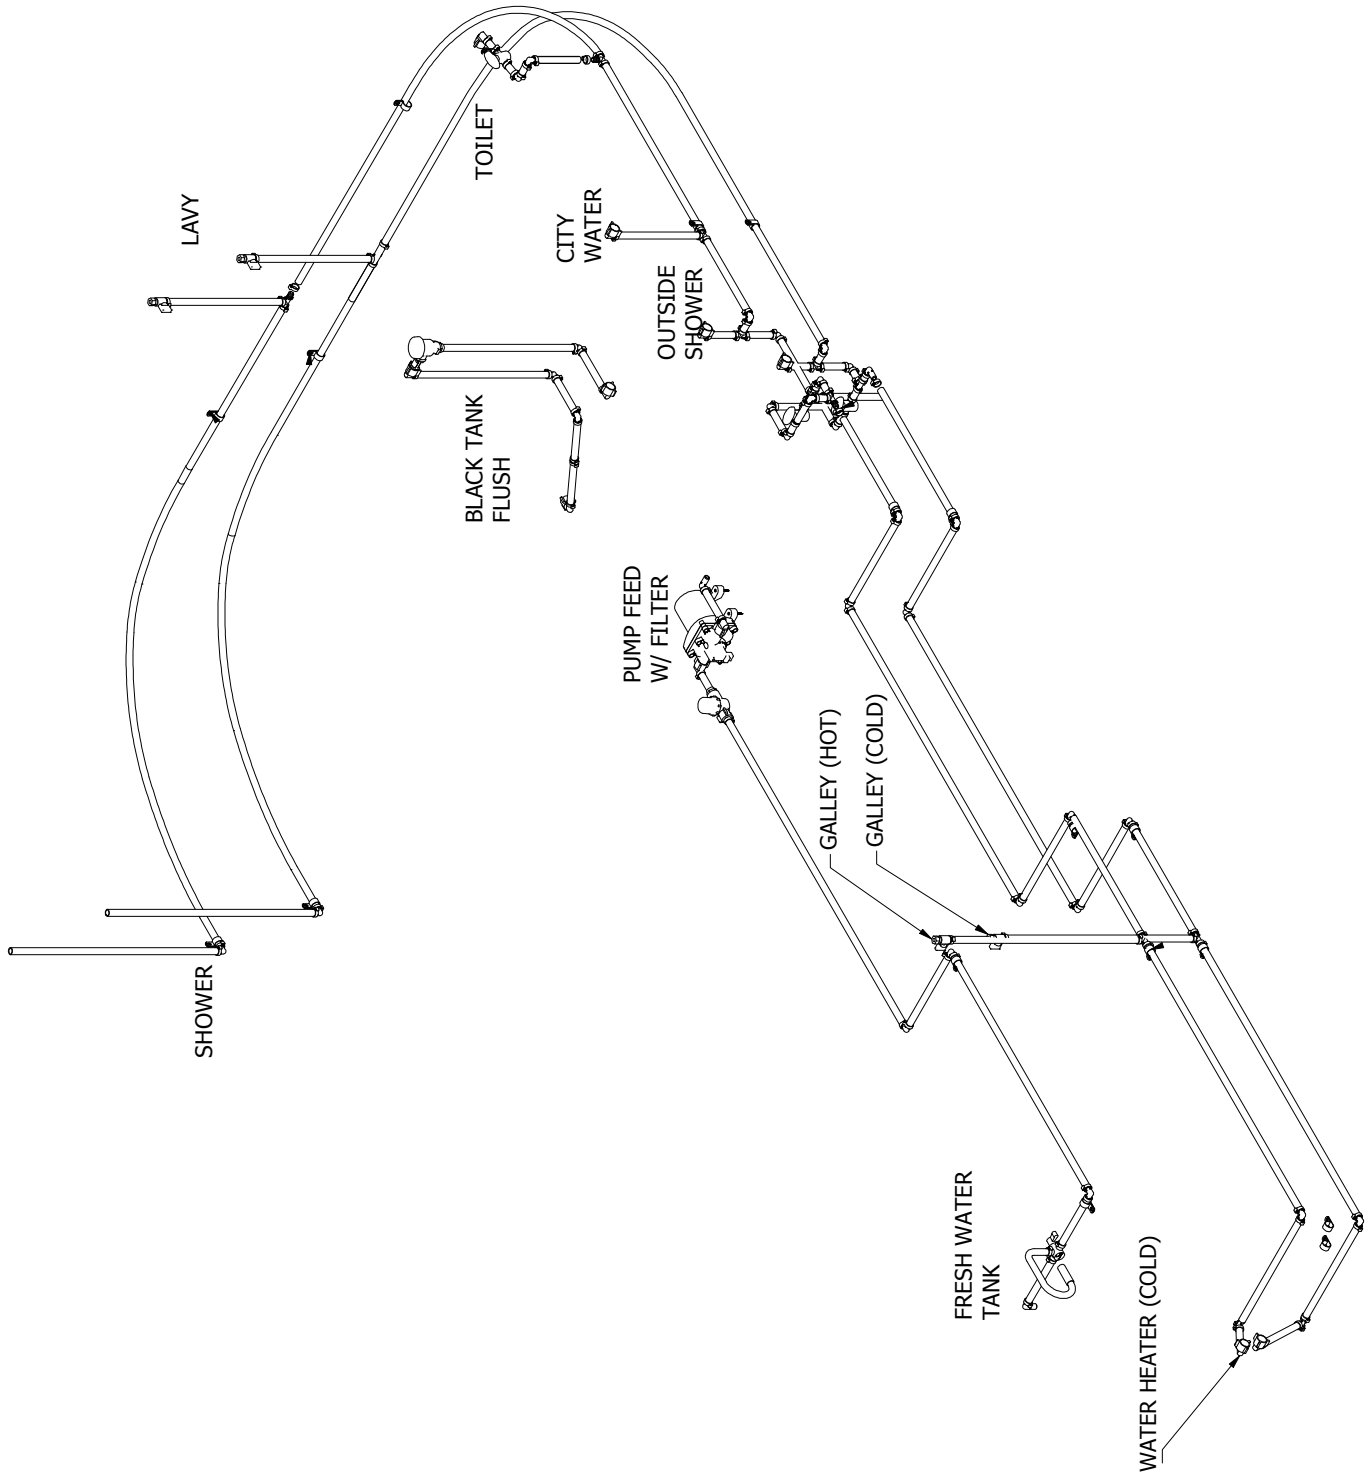 LAVY
TOILET
CITY
WATER
OUTSIDE
SHOWER
BLACK TANK
FLUSH
PUMP FEED
W/ FILTER
GALLEY (HOT)
GALLEY (COLD)
SHOWER
FRESH WATER
TANK
WATER HEATER (COLD)